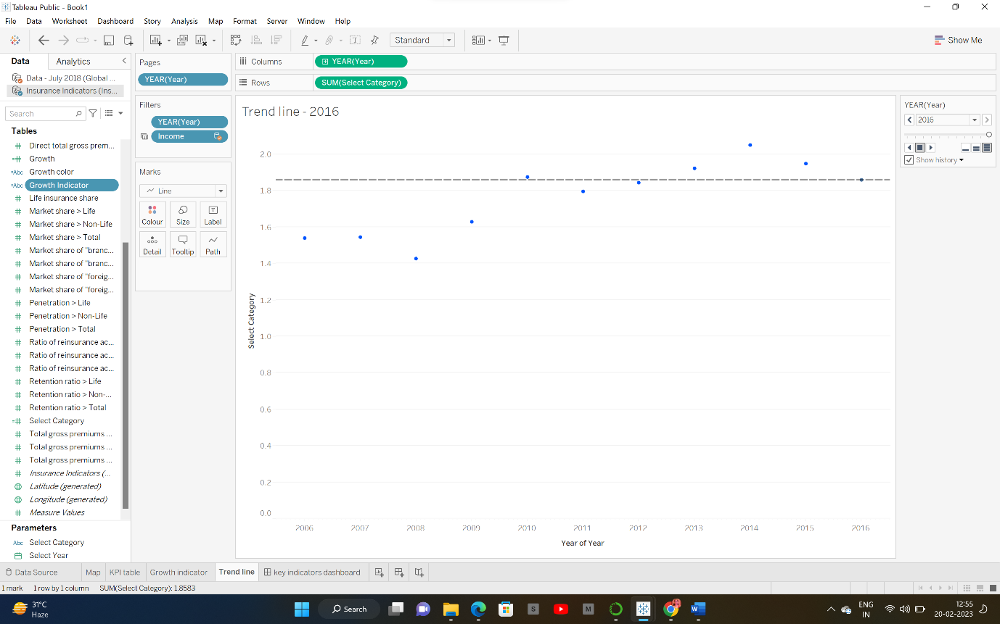 Tableau Public - Book1
File Data Worksheet Dashboard Story Analysis Map Format Server Window Help
Standard
Show Me
Data Analytics
Data - July 2018 (Global ...
Insurance Indicators (Ins...
Search
Tables
Direct total gross prem...
Growth
Abc Growth color
Abc Growth Indicator
Life insurance share
Market share > Life
Market share > Non-Life
Market share > Total
Market share of "branc...
Market share of "branc...
Market share of "foreig...
Market share of "foreig...
Penetration > Life
Penetration > Non-Life
Penetration > Total
Ratio of reinsurance ac...
Ratio of reinsurance ac...
Ratio of reinsurance ac...
Retention ratio > Life
Retention ratio > Non-...
Retention ratio > Total
Select Category
Total gross premiums ...
Total gross premiums ...
Total gross premiums ...
Insurance Indicators (...
Latitude (generated)
Longitude (generated)
Measure Values
Parameters
Abc Select Category
Select Year
Pages
YEAR(Year)
Filters
YEAR(Year)
Income
Marks
Line
Colour Size Label
Detail Tooltip Path
Columns YEAR(Year)
Rows SUM(Select Category)
Trend line - 2016
2.0
1.8
1.6
1.4
1.2
1.0
0.8
0.6
0.4
0.2
0.0
Select Category
2006 2007 2008 2009 2010 2011 2012 2013 2014 2015 2016
Year of Year
YEAR(Year)
2016
Show history
Data Source Map KPI table Growth indicator Trend line key indicators dashboard
1 mark 1 row by 1 column SUM(Select Category): 1.8583
31°C
Haze
Search
S
M
W
ENG
IN
12:55
20-02-2023